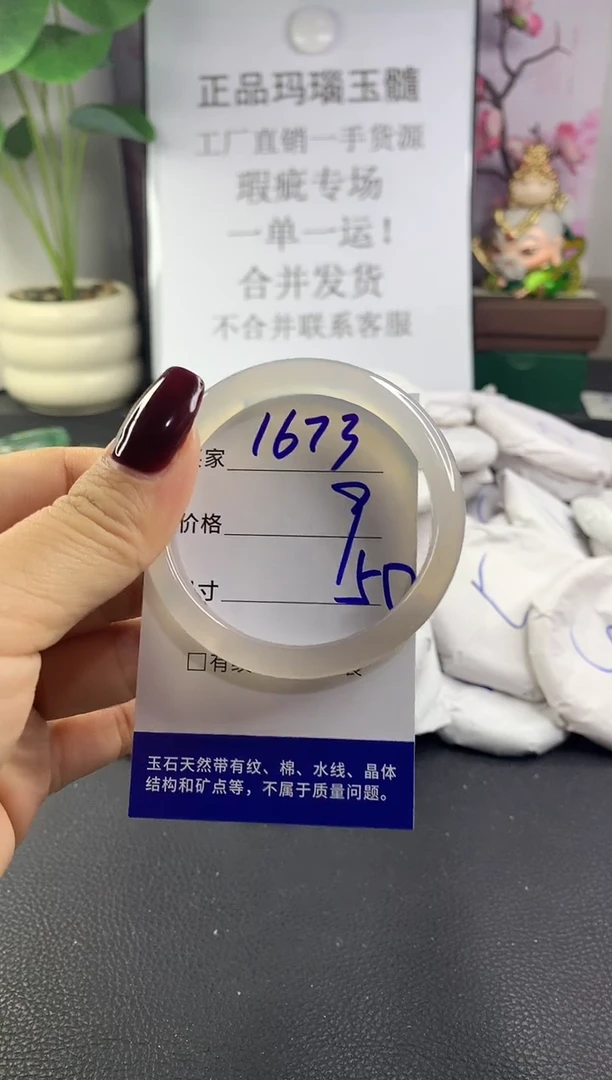 正品玛瑙玉髓
工厂直销一手货源
瑕疵专场
一单一运！
合并发货
不合并联系客服
家 1673
价格 9
寸 50
□有
玉石天然带有纹、棉、水线、晶体
结构和矿点等，不属于质量问题。